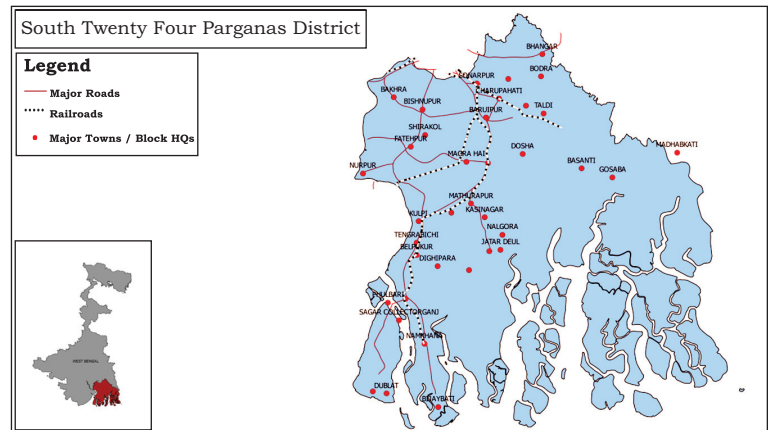 South Twenty Four Parganas District
Legend
Major Roads
Railroads
Major Towns / Block HQs
WEST BENGAL
BHANGAR
BODRA
SONARPUR
BAKHRA
CHARUPAHATI
BISHNUPUR
TALDI
BARUIPUR
SHIRAKOL
FATEHPUR
DOSHA
MADHABKATI
MAGRA HAI
BASANTI
NURPUR
GOSABA
MATHURAPUR
KULPI
KASINAGAR
NALGORA
TENGRABICHI
BELPUKUR
JATAR DEUL
DIGHIPARA
PHULBARI
SAGAR COLLECTORGANJ
NAMKHANA
DUBLAT
BIJAYBATI